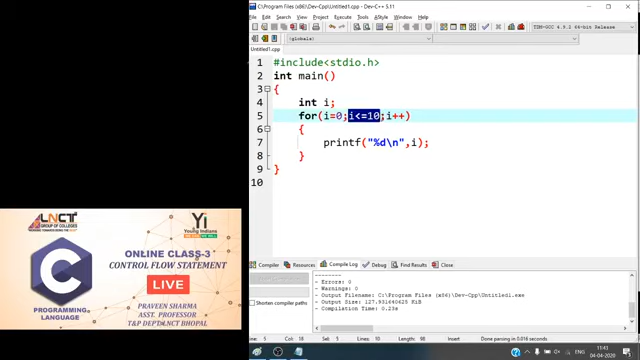 C:\Program Files (x86)\Dev-Cpp\Untitled1.cpp - Dev-C++ 5.11
File Edit Search View Project Execute Tools AStyle Window Help
TDM-GCC 4.9.2 64-bit Release
(globals)
Untitled1.cpp
1 #include<stdio.h>
2 int main()
3 {
4 int i;
5 for(i=0;i<=10;i++)
6 {
7 printf("%d\n",i);
8 }
9 }
10
LNCT
GROUP OF COLLEGES
Yi
Young Indians
ONLINE CLASS-3
CONTROL FLOW STATEMENT
LIVE
C
PROGRAMMING
LANGUAGE
PRAVEEN SHARMA
ASST. PROFESSOR
T&P DEPT.LNCT BHOPAL
Compiler Resources Compile Log Debug Find Results Close
Shorten compiler paths
--------
- Errors: 0
- Warnings: 0
- Output Filename: C:\Program Files (x86)\Dev-Cpp\Untitled1.exe
- Compilation Time: 0.23s
Line: 5 Col: 18 Sel: 5 Lines: 10 Length: 98 Insert Done parsing in 0.016 seconds
11:43
04-04-2020